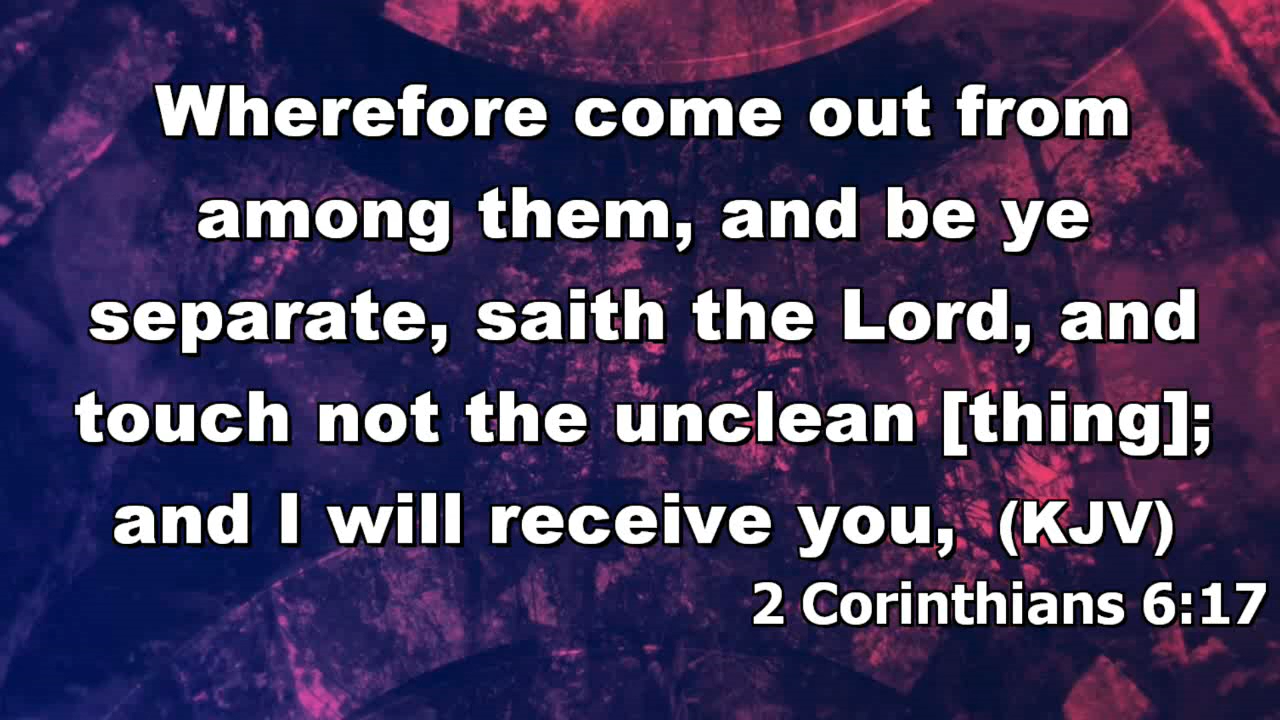 Wherefore come out from
among them, and be ye
separate, saith the Lord, and
touch not the unclean [thing];
and I will receive you, (KJV)
2 Corinthians 6:17